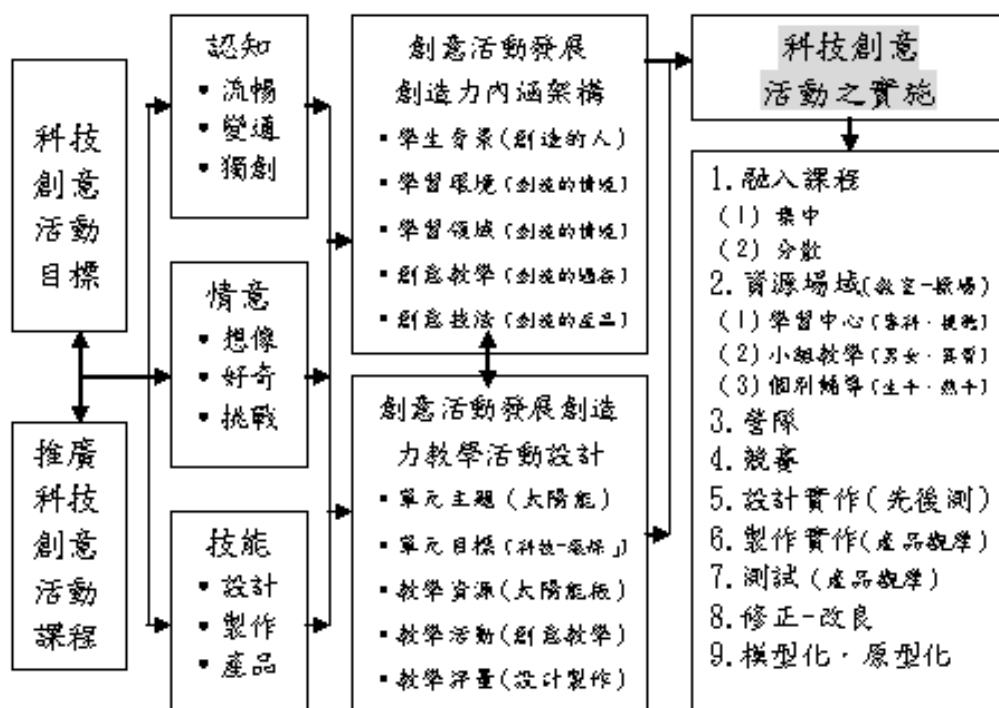 科技
創意
活動
目標
推廣
科技
創意
活動
課程
認知
• 流暢
• 變通
• 獨創
情意
• 想像
• 好奇
• 挑戰
技能
• 設計
• 製作
• 產品
創意活動發展
創造力內涵架構
▪ 學生背景(創造的人)
▪ 學習環境(創造的情境)
▪ 學習領域(創造的情境)
▪ 創意教學(創造的過程)
▪ 創意技法(創造的產品)
創意活動發展創造
力教學活動設計
▪ 單元主題(太陽能)
▪ 單元目標(科技-環保」
▪ 教學資源(太陽能板)
▪ 教學活動(創意教學)
▪ 教學評量(設計製作)
科技創意
活動之實施
1.融入課程
(1) 集中
(2) 分散
2.資源場域(教室-職場)
(1)學習中心
(2)小組教學(男女‧異質)
(3)個別輔導(生手‧熟手)
3.營隊
4.競賽
5.設計實作(先後測)
6.製作實作(產品觀摩)
7.測試(產品觀摩)
8.修正-改良
9.模型化‧原型化